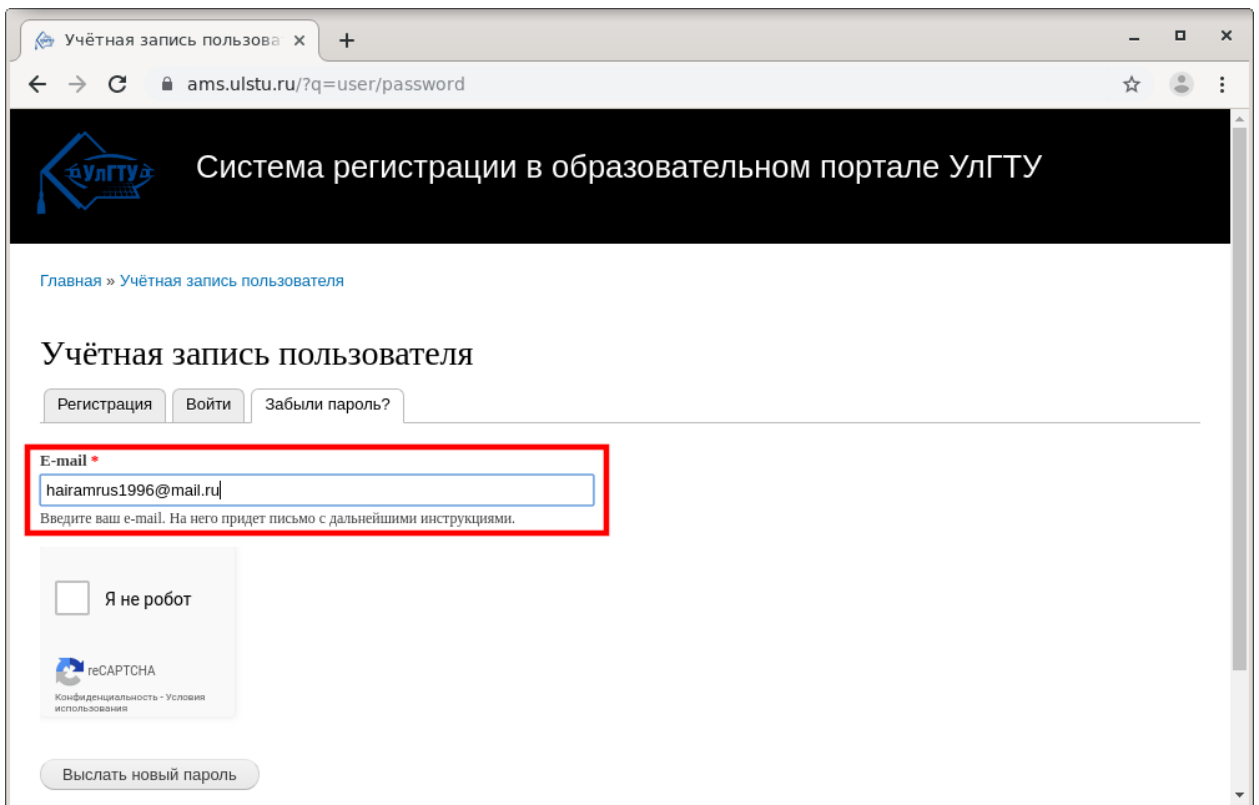 Учётная запись пользова
ams.ulstu.ru/?q=user/password
УлГТУ
Система регистрации в образовательном портале УлГТУ
Главная » Учётная запись пользователя
Учётная запись пользователя
Регистрация Войти Забыли пароль?
E-mail *
hairamrus1996@mail.ru
Введите ваш e-mail. На него придет письмо с дальнейшими инструкциями.
Я не робот
reCAPTCHA
Конфиденциальность - Условия
использования
Выслать новый пароль